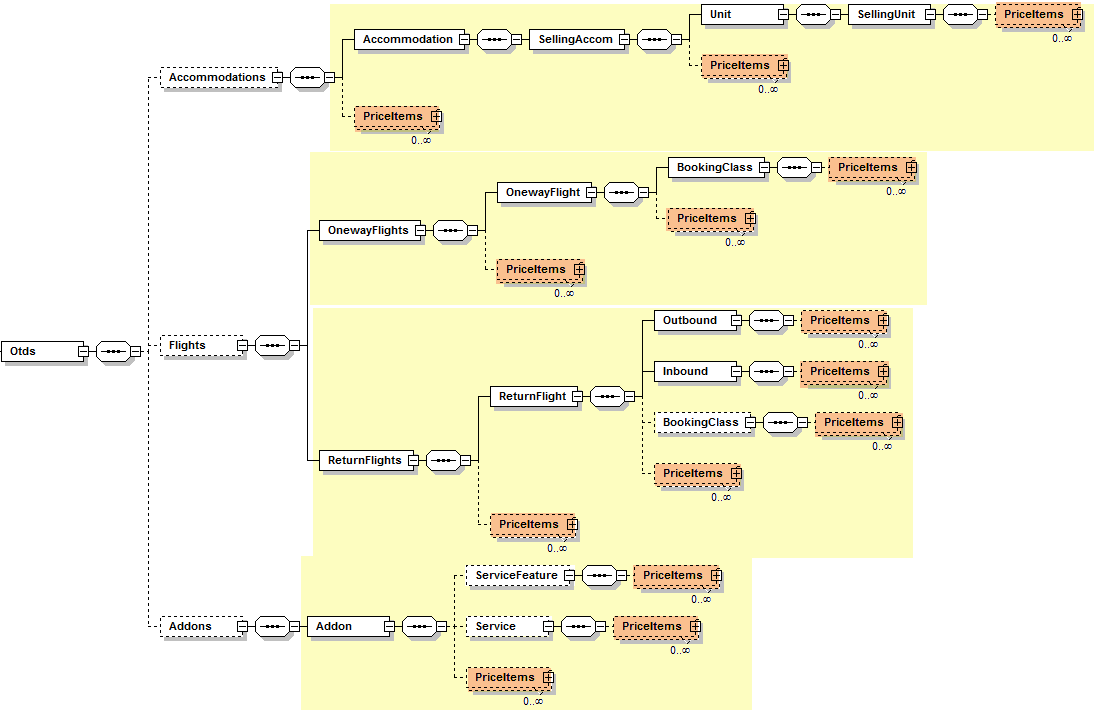 Unit SellingUnit PriceItems
0..∞
Accommodation SellingAccom
PriceItems
0..∞
Accommodations
PriceItems
0..∞
BookingClass PriceItems
0..∞
OnewayFlight
PriceItems
0..∞
OnewayFlights
PriceItems
0..∞
Outbound PriceItems
0..∞
Otds Flights
Inbound PriceItems
0..∞
ReturnFlight
BookingClass PriceItems
0..∞
ReturnFlights
PriceItems
0..∞
PriceItems
0..∞
ServiceFeature PriceItems
0..∞
Addons Addon Service PriceItems
0..∞
PriceItems
0..∞